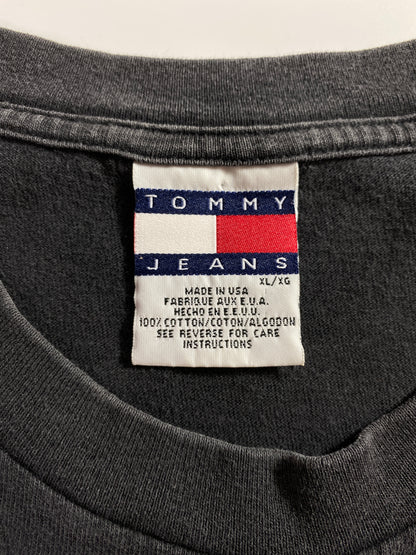 TOMMY
JEANS
XL/XG
MADE IN USA
FABRIQUE AUX E.U.A.
HECHO EN E.E.U.U.
100% COTTON/COTON/ALGODON
SEE REVERSE FOR CARE
INSTRUCTIONS